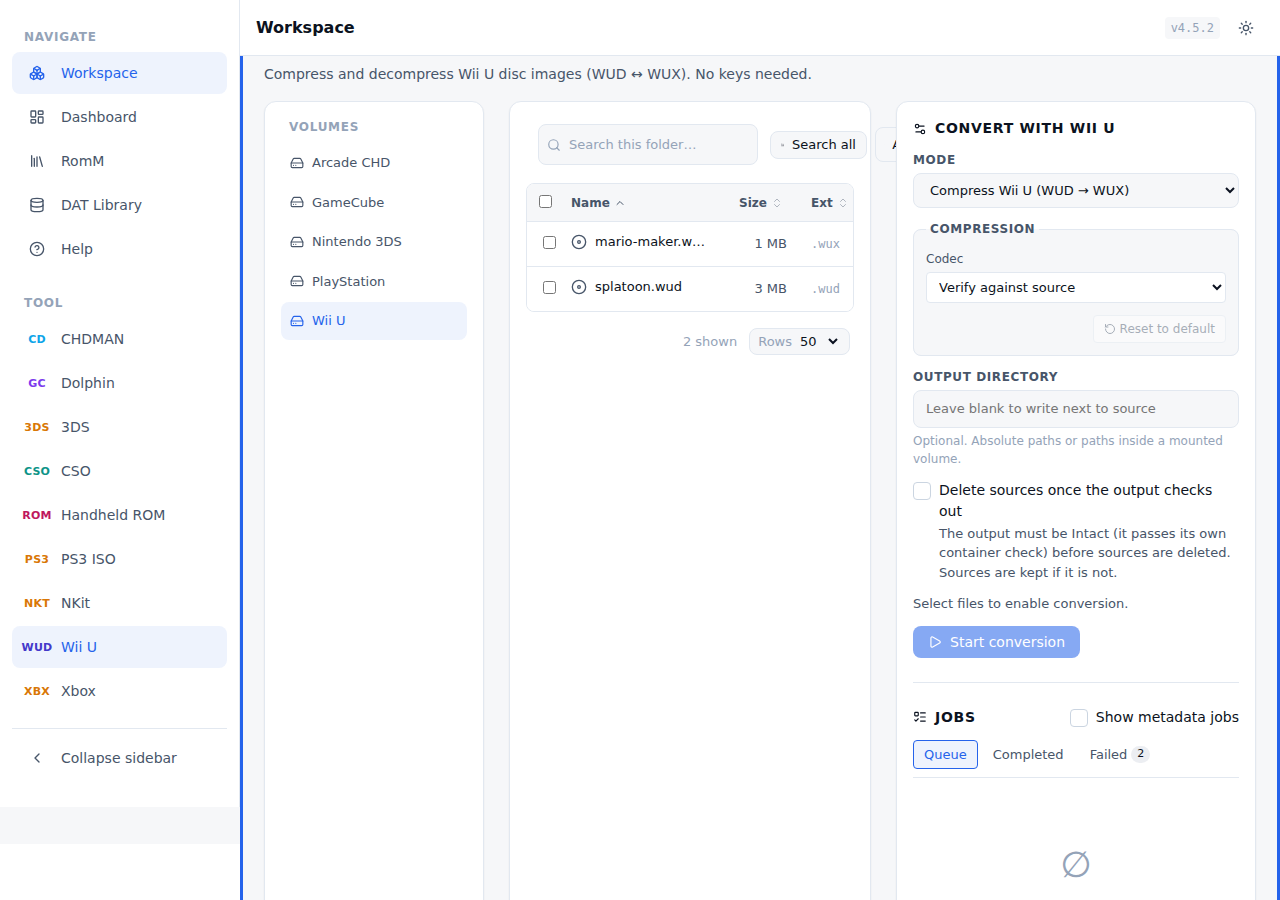 NAVIGATE
Workspace
Dashboard
RomM
DAT Library
Help
TOOL
CD CHDMAN
GC Dolphin
3DS 3DS
CSO CSO
ROM Handheld ROM
PS3 PS3 ISO
NKT NKit
WUD Wii U
XBX Xbox
Collapse sidebar
Workspace
v4.5.2
Compress and decompress Wii U disc images (WUD ↔ WUX). No keys needed.
VOLUMES
Arcade CHD
GameCube
Nintendo 3DS
PlayStation
Wii U
Search this folder…
Search all
Name Size Ext
mario-maker.w… 1 MB .wux
splatoon.wud 3 MB .wud
2 shown Rows 50
CONVERT WITH WII U
MODE
Compress Wii U (WUD → WUX)
COMPRESSION
Codec
Verify against source
Reset to default
OUTPUT DIRECTORY
Leave blank to write next to source
Optional. Absolute paths or paths inside a mounted
volume.
Delete sources once the output checks
out
The output must be Intact (it passes its own
container check) before sources are deleted.
Sources are kept if it is not.
Select files to enable conversion.
Start conversion
JOBS
Show metadata jobs
Queue Completed Failed 2